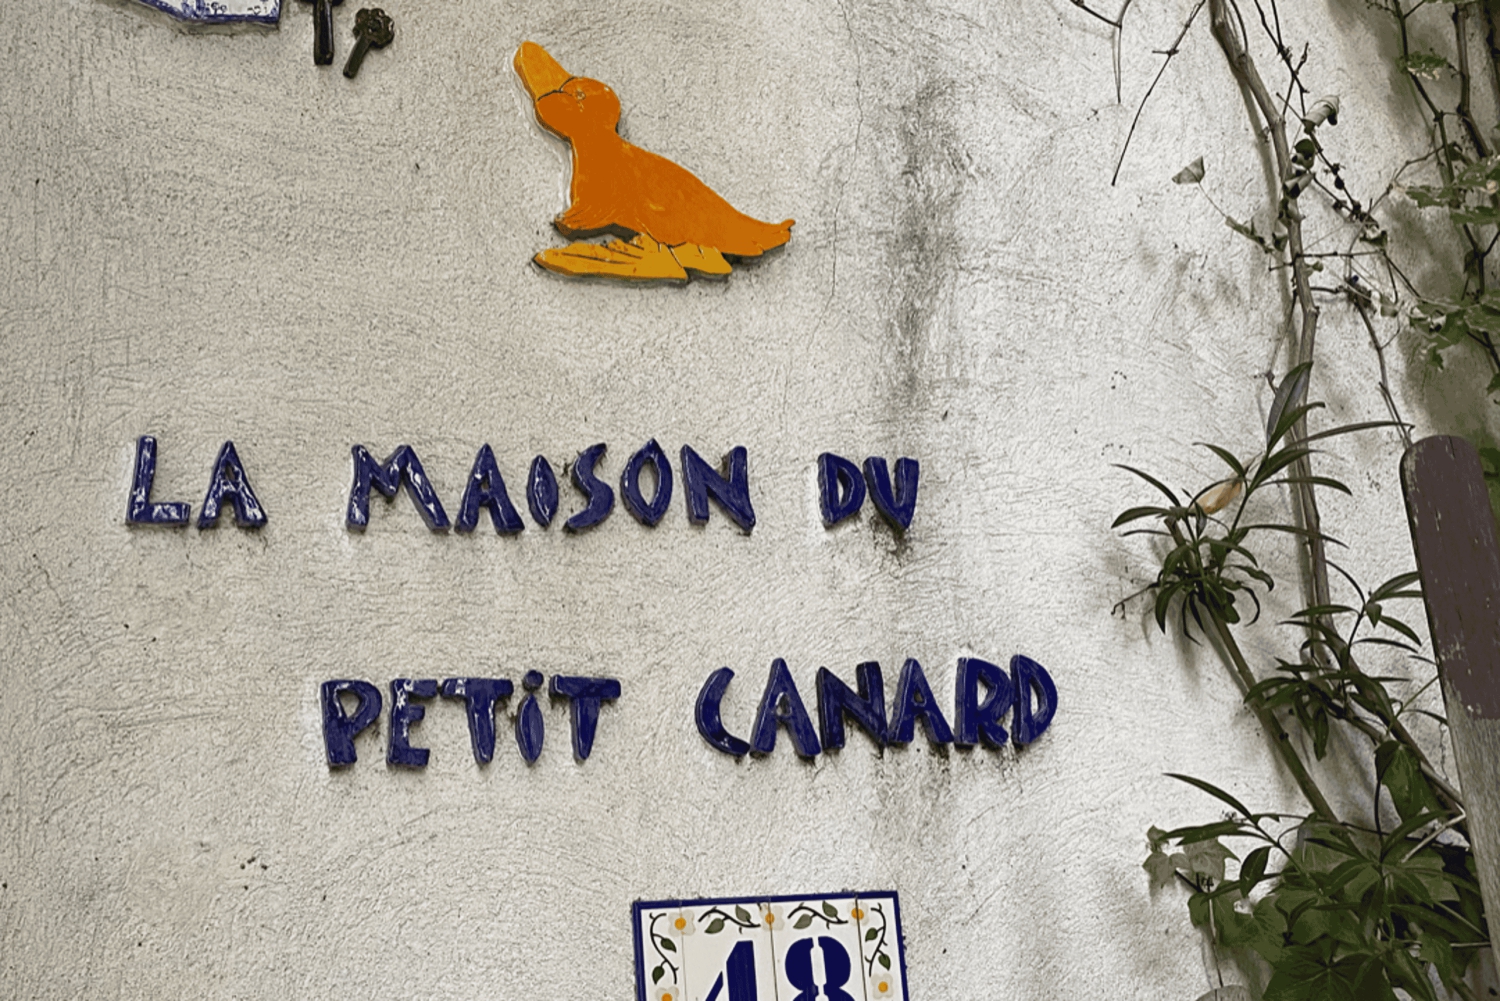 LA MAISON DU
PETIT CANARD
48